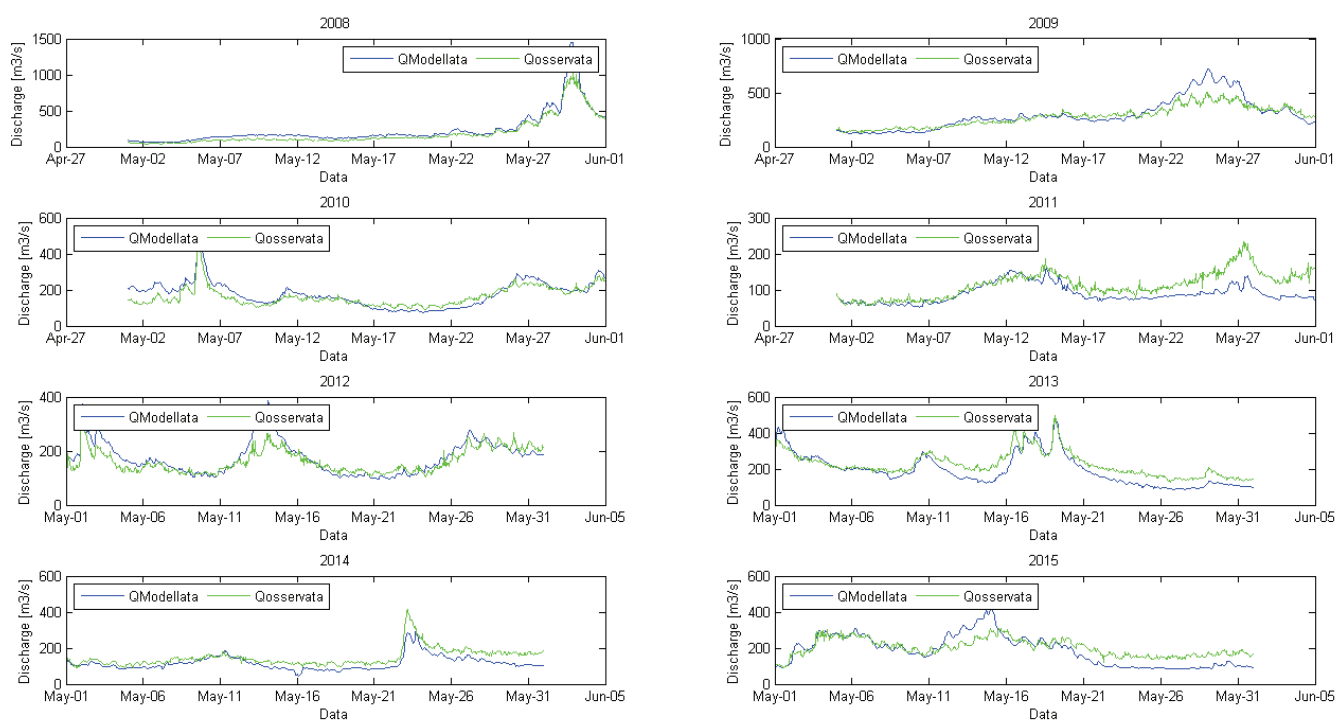 2008
1500
1000
500
0
Discharge [m3/s]
QModellata Qosservata
Apr-27 May-02 May-07 May-12 May-17 May-22 May-27 Jun-01
Data
2009
1000
500
0
Discharge [m3/s]
QModellata Qosservata
Apr-27 May-02 May-07 May-12 May-17 May-22 May-27 Jun-01
Data
2010
600
400
200
0
Discharge [m3/s]
QModellata Qosservata
Apr-27 May-02 May-07 May-12 May-17 May-22 May-27 Jun-01
Data
2011
300
200
100
0
Discharge [m3/s]
QModellata Qosservata
Apr-27 May-02 May-07 May-12 May-17 May-22 May-27 Jun-01
Data
2012
400
200
0
Discharge [m3/s]
QModellata Qosservata
May-01 May-06 May-11 May-16 May-21 May-26 May-31 Jun-05
Data
2013
600
400
200
0
Discharge [m3/s]
QModellata Qosservata
May-01 May-06 May-11 May-16 May-21 May-26 May-31 Jun-05
Data
2014
600
400
200
0
Discharge [m3/s]
QModellata Qosservata
May-01 May-06 May-11 May-16 May-21 May-26 May-31 Jun-05
Data
2015
600
400
200
0
Discharge [m3/s]
QModellata Qosservata
May-01 May-06 May-11 May-16 May-21 May-26 May-31 Jun-05
Data